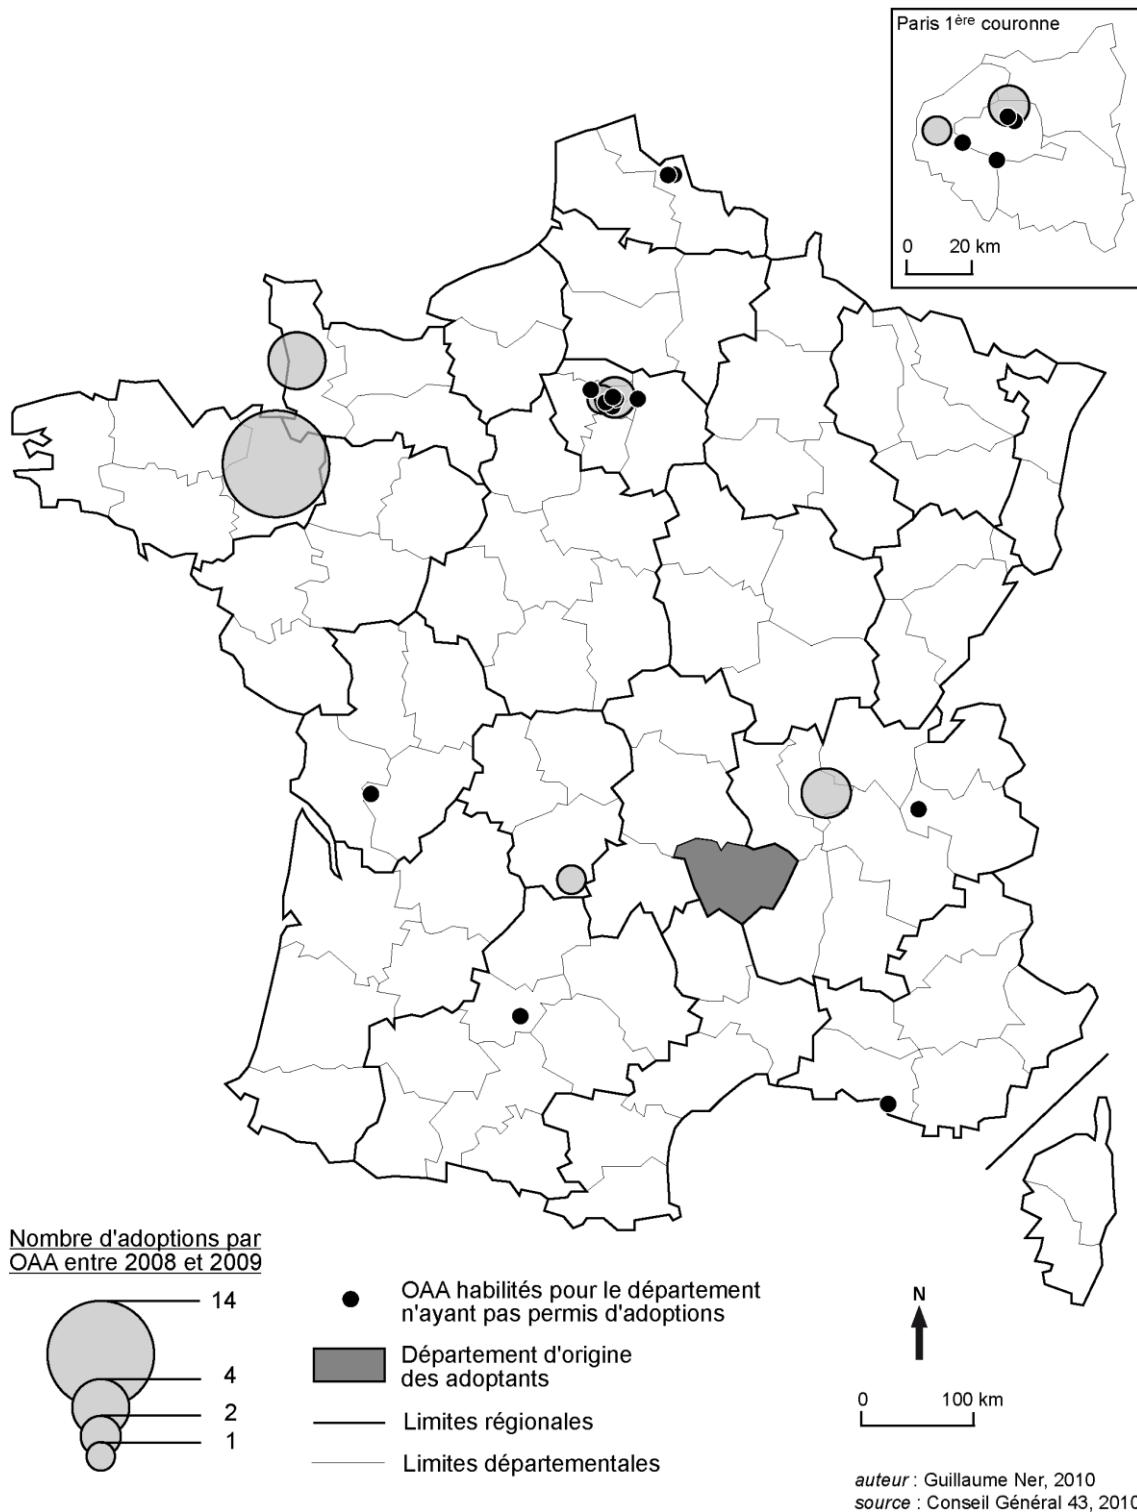 Paris 1ère couronne
0 20 km
Nombre d'adoptions par
OAA entre 2008 et 2009
14
4
2
1
OAA habilités pour le département
n'ayant pas permis d'adoptions
Département d'origine
des adoptants
Limites régionales
Limites départementales
N
0 100 km
auteur : Guillaume Ner, 2010
source : Conseil Général 43, 2010